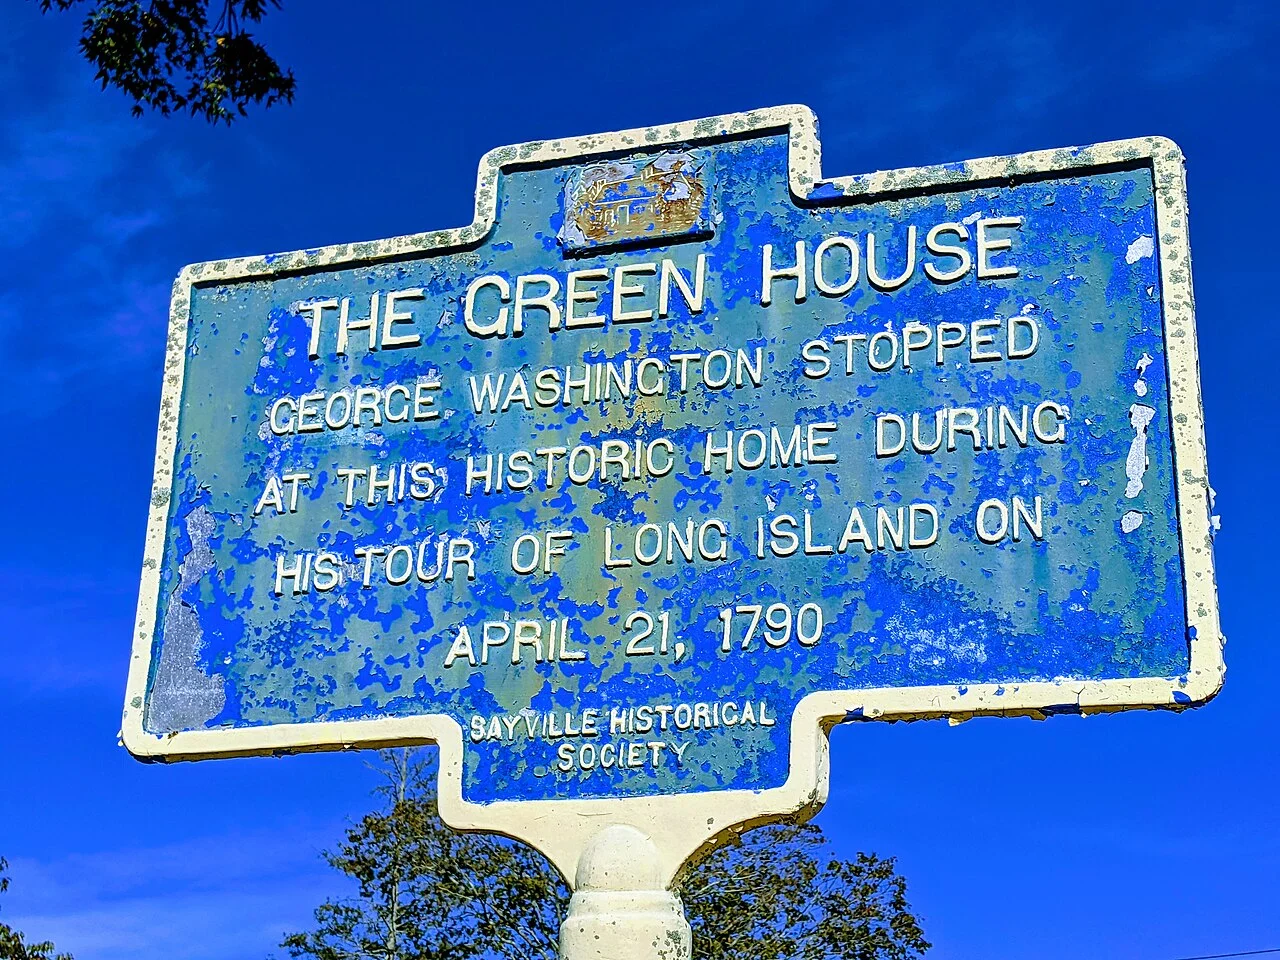 THE GREEN HOUSE
GEORGE WASHINGTON STOPPED
AT THIS HISTORIC HOME DURING
HIS TOUR OF LONG ISLAND ON
APRIL 21, 1790
SAYVILLE HISTORICAL
SOCIETY